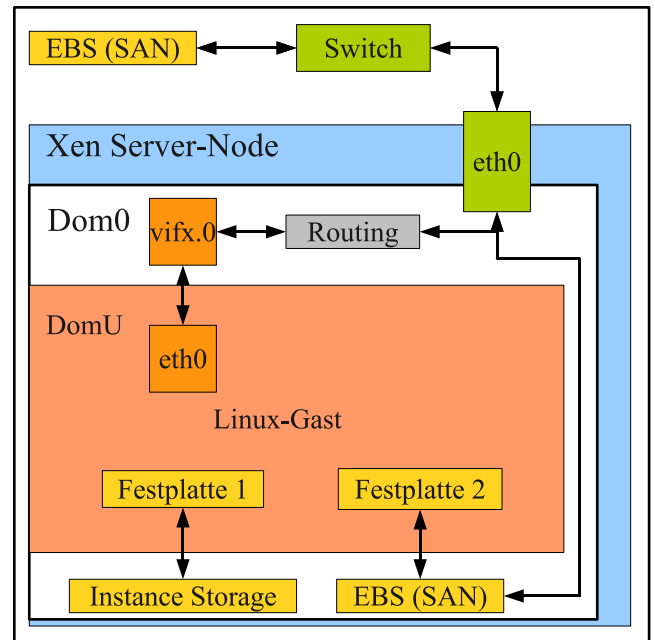 EBS (SAN)
Switch
Xen Server-Node
eth0
Dom0
vifx.0
Routing
DomU
eth0
Linux-Gast
Festplatte 1
Festplatte 2
Instance Storage
EBS (SAN)